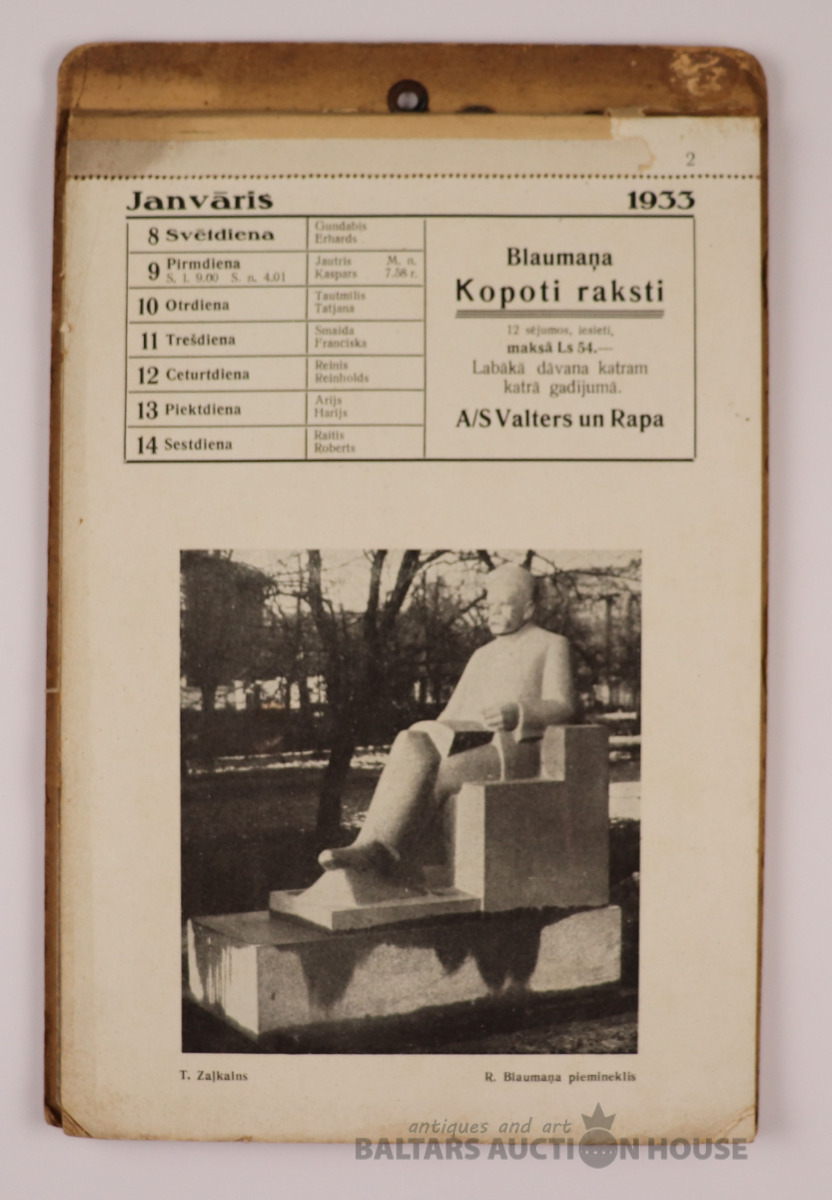 2
Janvāris 1933
8 Svētdiena
Gundabis
Erhards
9 Pirmdiena
S. l. 9.00 S. n. 4.01
Jautris M. n.
Kaspars 7.58 r.
10 Otrdiena
Tautmilis
Tatjana
11 Trešdiena
Smaida
Franciska
12 Ceturtdiena
Reinis
Reinholds
13 Piektdiena
Arijs
Harijs
14 Sestdiena
Raitis
Roberts
Blaumaņa
Kopoti raksti
12 sējumos, iesieti,
maksā Ls 54.—
Labākā dāvana katram
katrā gadījumā.
A/S Valters un Rapa
T. Zaļkalns R. Blaumaņa piemineklis
antiques and art
BALTARS AUCTION HOUSE